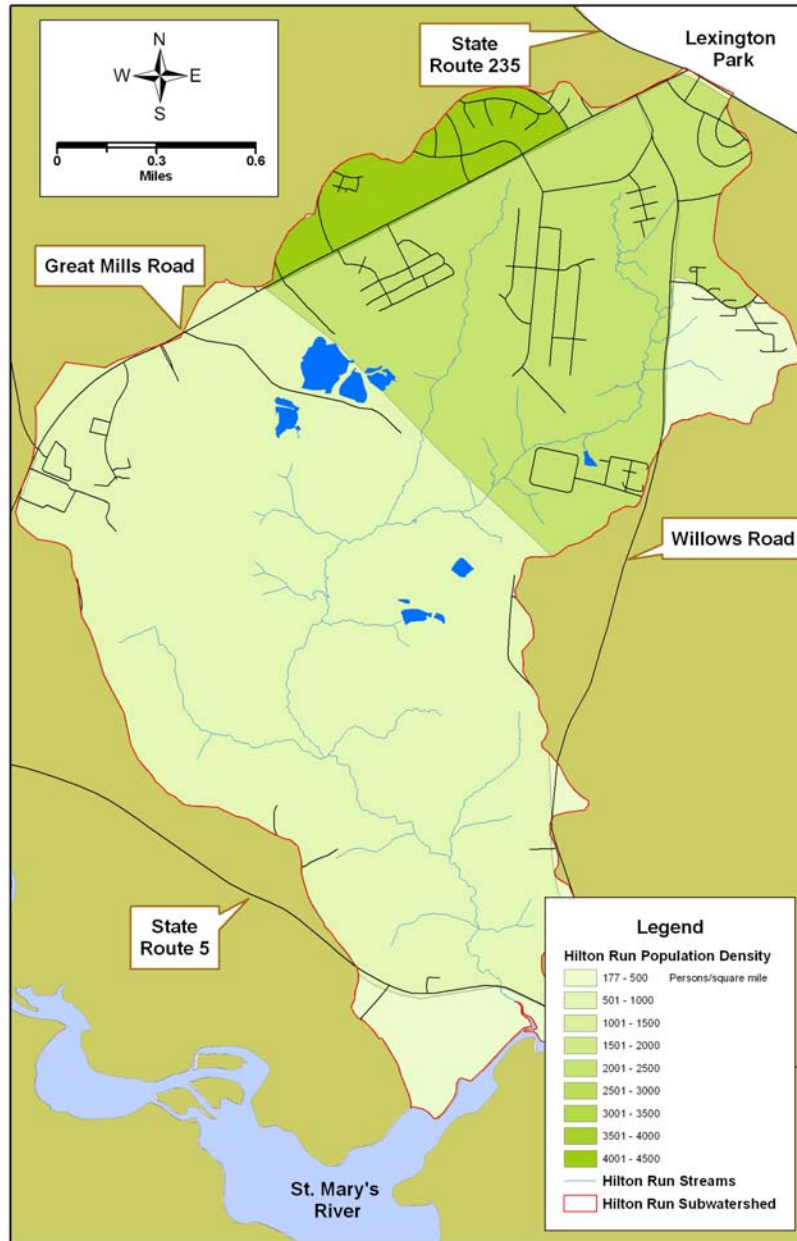 State
Route 235
Lexington
Park
N
W E
S
0 0.3 0.6
Miles
Great Mills Road
Willows Road
State
Route 5
St. Mary's
River
Legend
Hilton Run Population Density
177 - 500 Persons/square mile
501 - 1000
1001 - 1500
1501 - 2000
2001 - 2500
2501 - 3000
3001 - 3500
3501 - 4000
4001 - 4500
Hilton Run Streams
Hilton Run Subwatershed